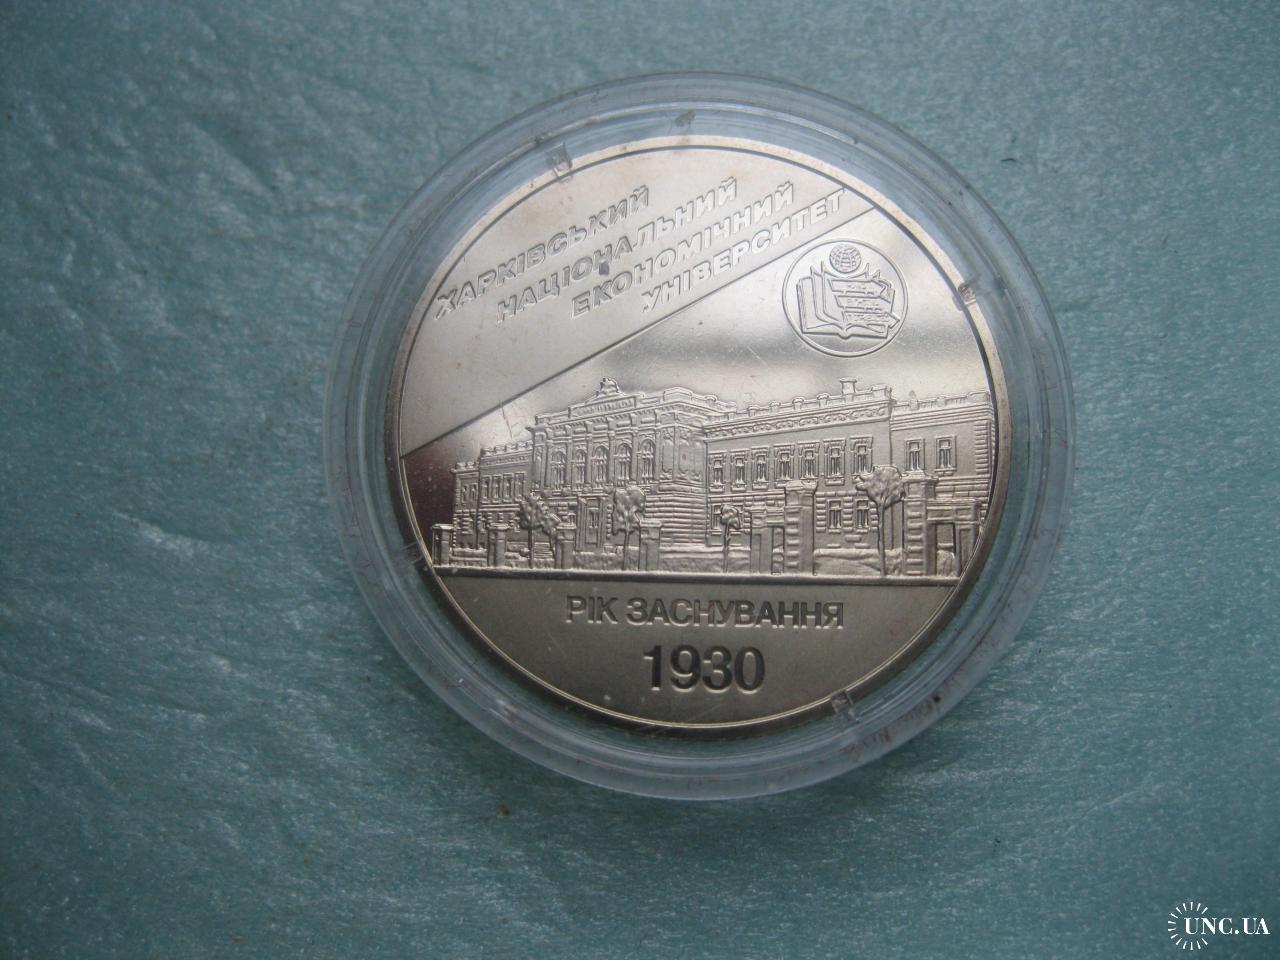 ХАРКІВСЬКИЙ
НАЦІОНАЛЬНИЙ
ЕКОНОМІЧНИЙ
УНІВЕРСИТЕТ
РІК ЗАСНУВАННЯ
1930
UNC.UA